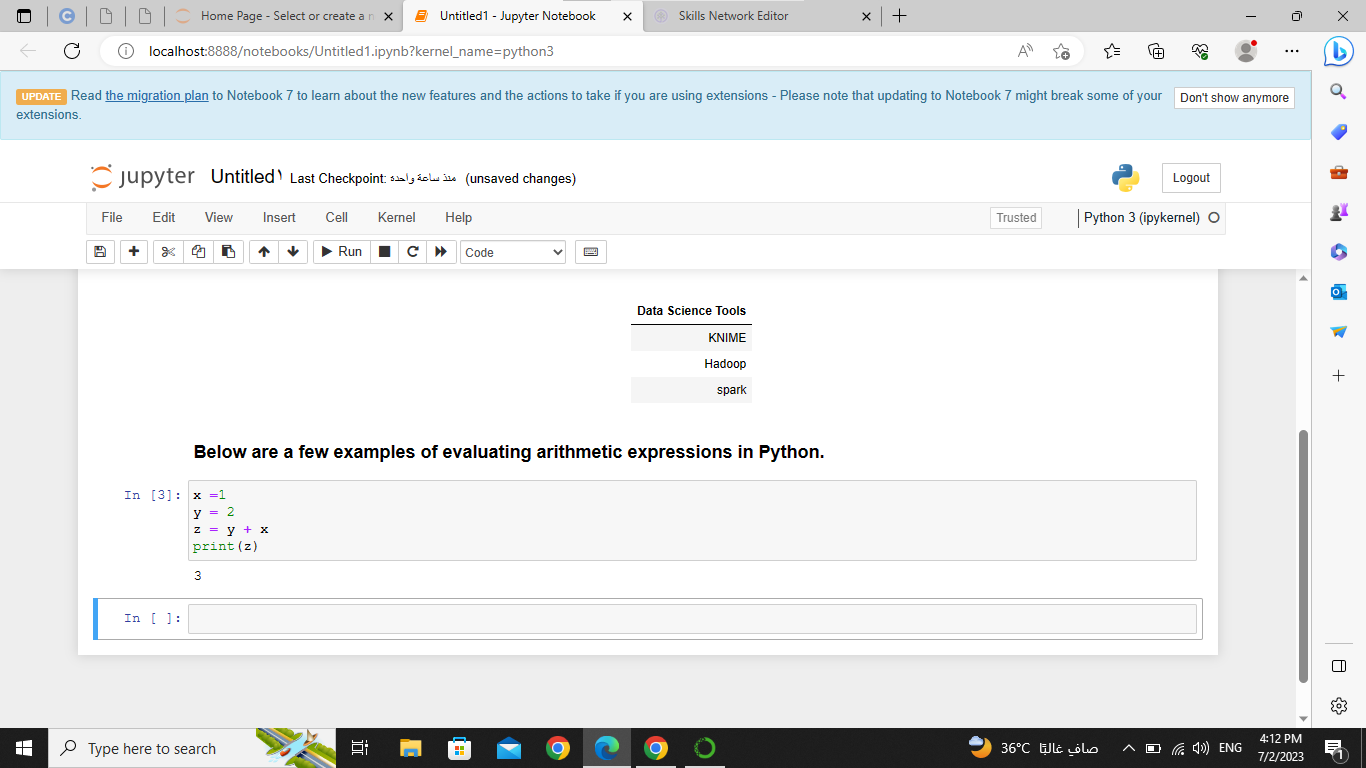 Home Page - Select or create a n
Untitled1 - Jupyter Notebook
Skills Network Editor
localhost:8888/notebooks/Untitled1.ipynb?kernel_name=python3
UPDATE Read the migration plan to Notebook 7 to learn about the new features and the actions to take if you are using extensions - Please note that updating to Notebook 7 might break some of your
extensions.
Don't show anymore
jupyter Untitled1 Last Checkpoint: منذ ساعة واحدة (unsaved changes)
Logout
File Edit View Insert Cell Kernel Help
Trusted Python 3 (ipykernel)
Run Code
Data Science Tools
KNIME
Hadoop
spark
Below are a few examples of evaluating arithmetic expressions in Python.
In [3]: x =1
y = 2
z = y + x
print(z)
3
In [ ]:
Type here to search
36°C صافٍ غالبًا
ENG
4:12 PM
7/2/2023
1